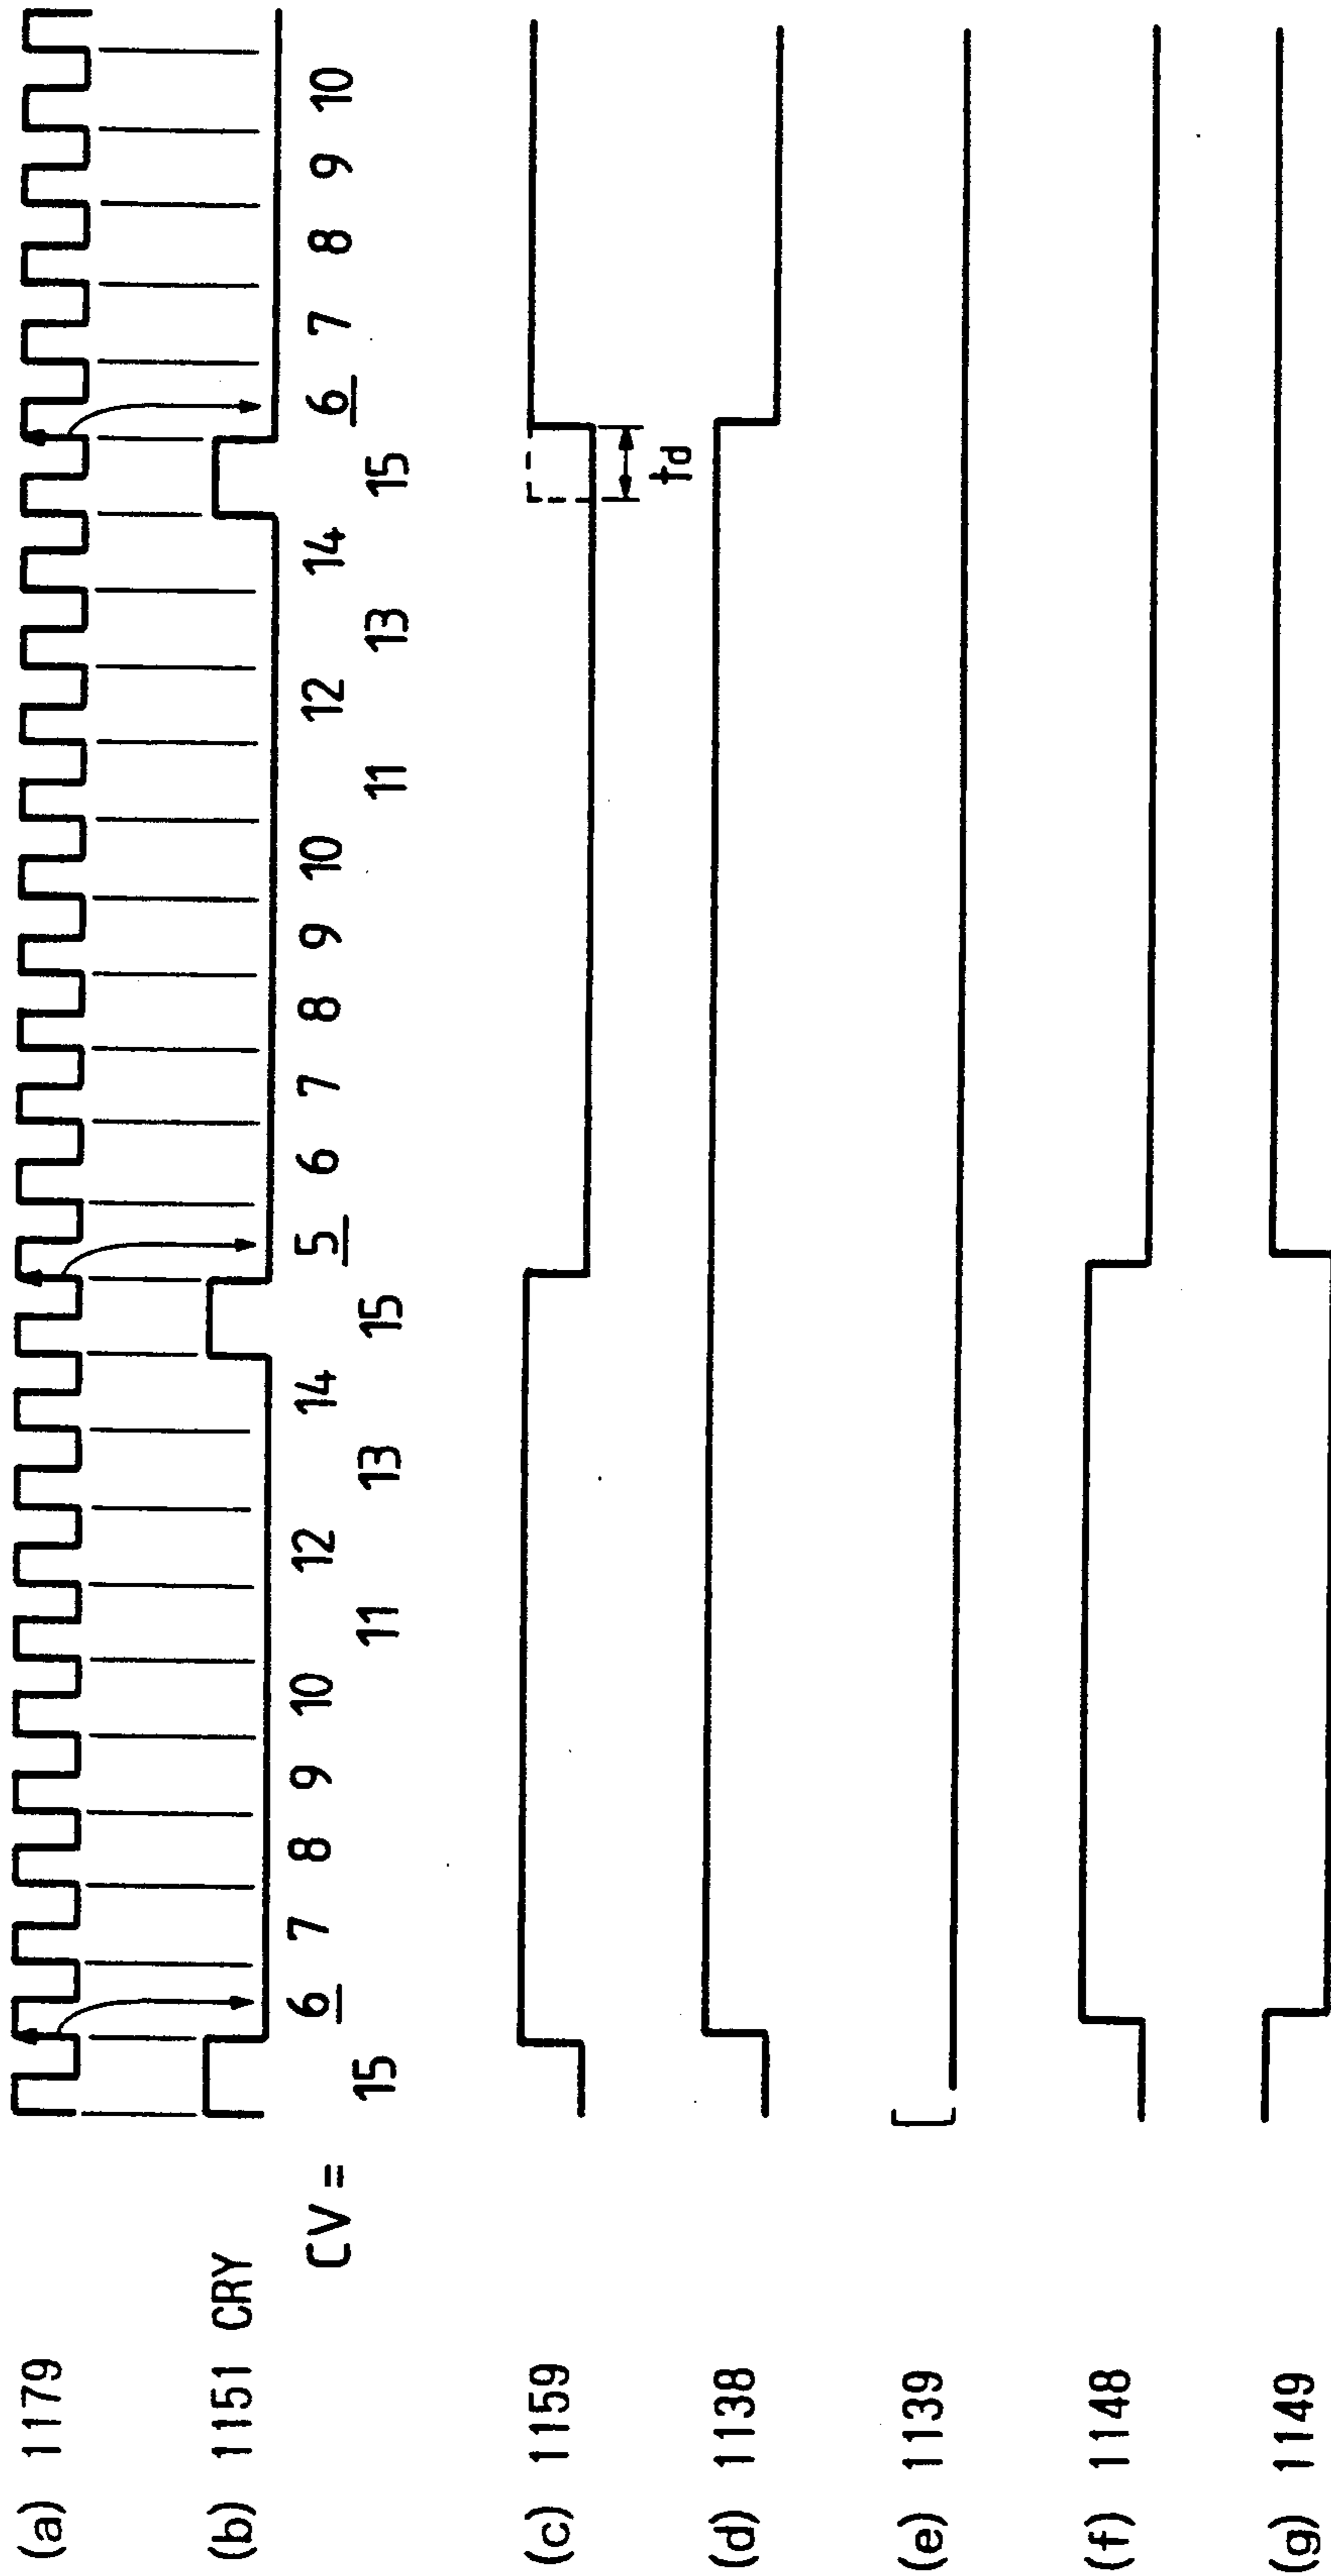 (a) 1179
(b) 1151 CRY
CV =
15 6 7 8 9 10 11 12 13 14 15 5 6 7 8 9 10 11 12 13 14 15 6 7 8 9 10
(c) 1159
td
(d) 1138
(e) 1139
(f) 1148
(g) 1149